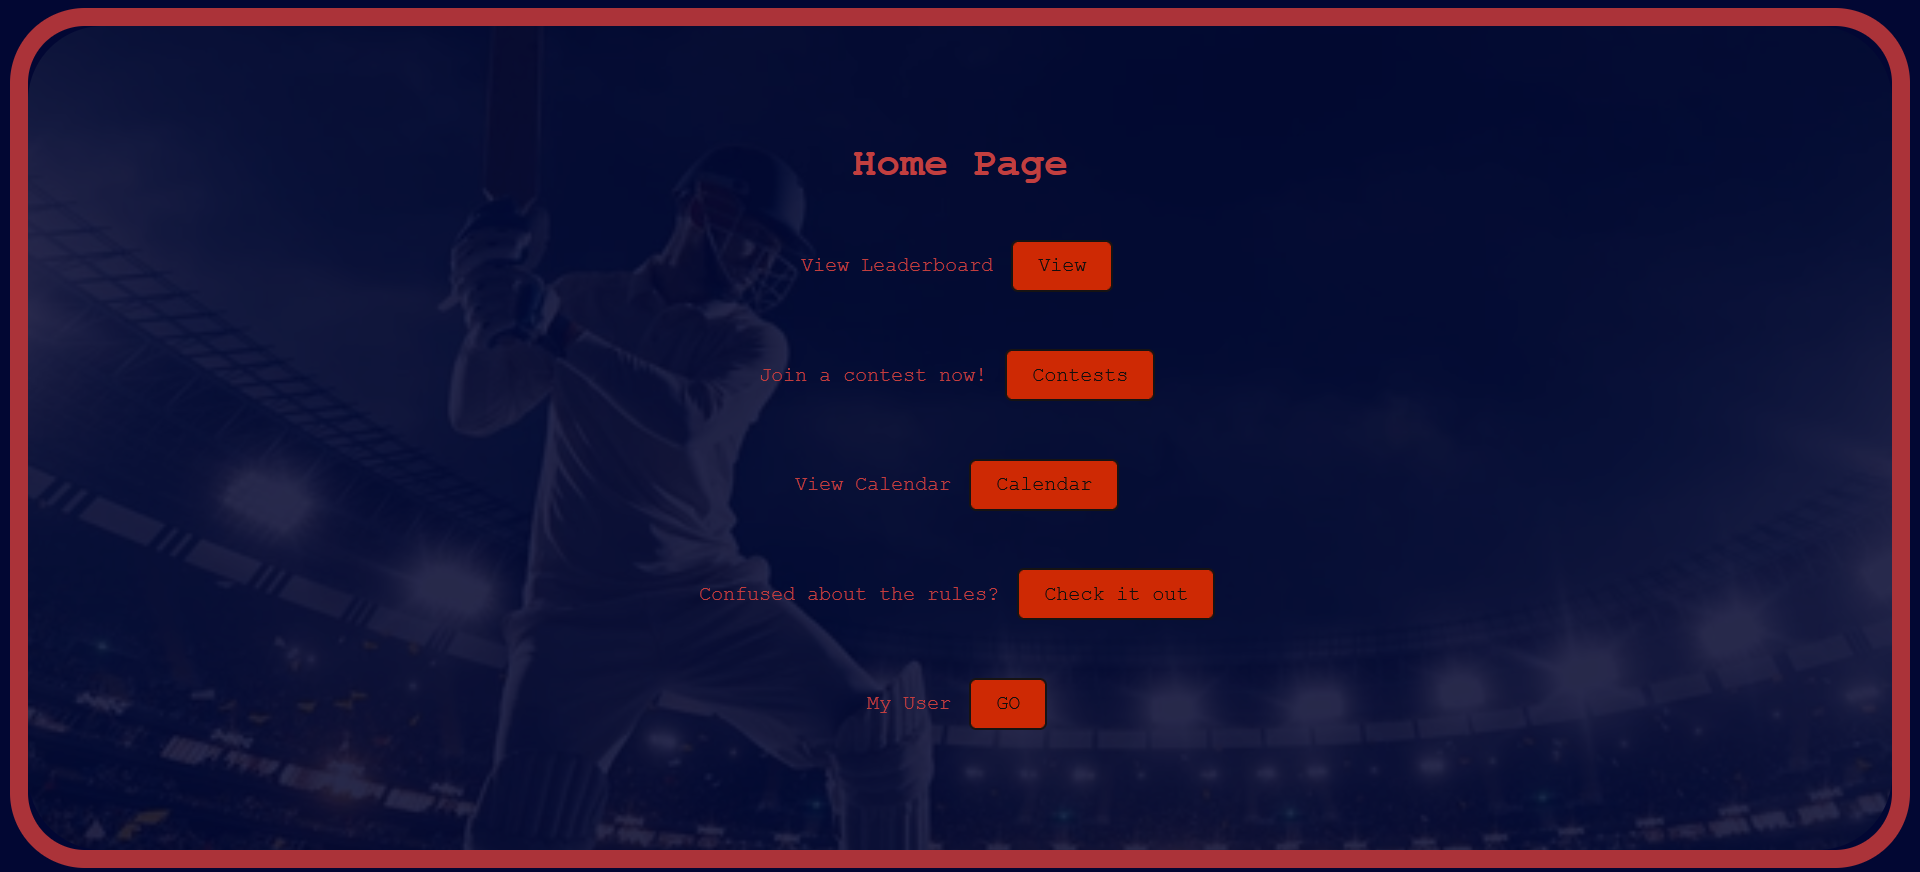 Home Page
View Leaderboard View
Join a contest now! Contests
View Calendar Calendar
Confused about the rules? Check it out
My User GO